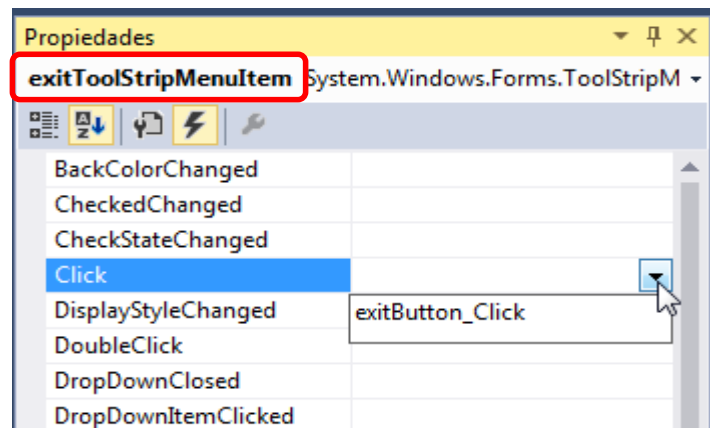 Propiedades
exitToolStripMenuItem System.Windows.Forms.ToolStripM
BackColorChanged
CheckedChanged
CheckStateChanged
Click
DisplayStyleChanged
exitButton_Click
DoubleClick
DropDownClosed
DropDownItemClicked